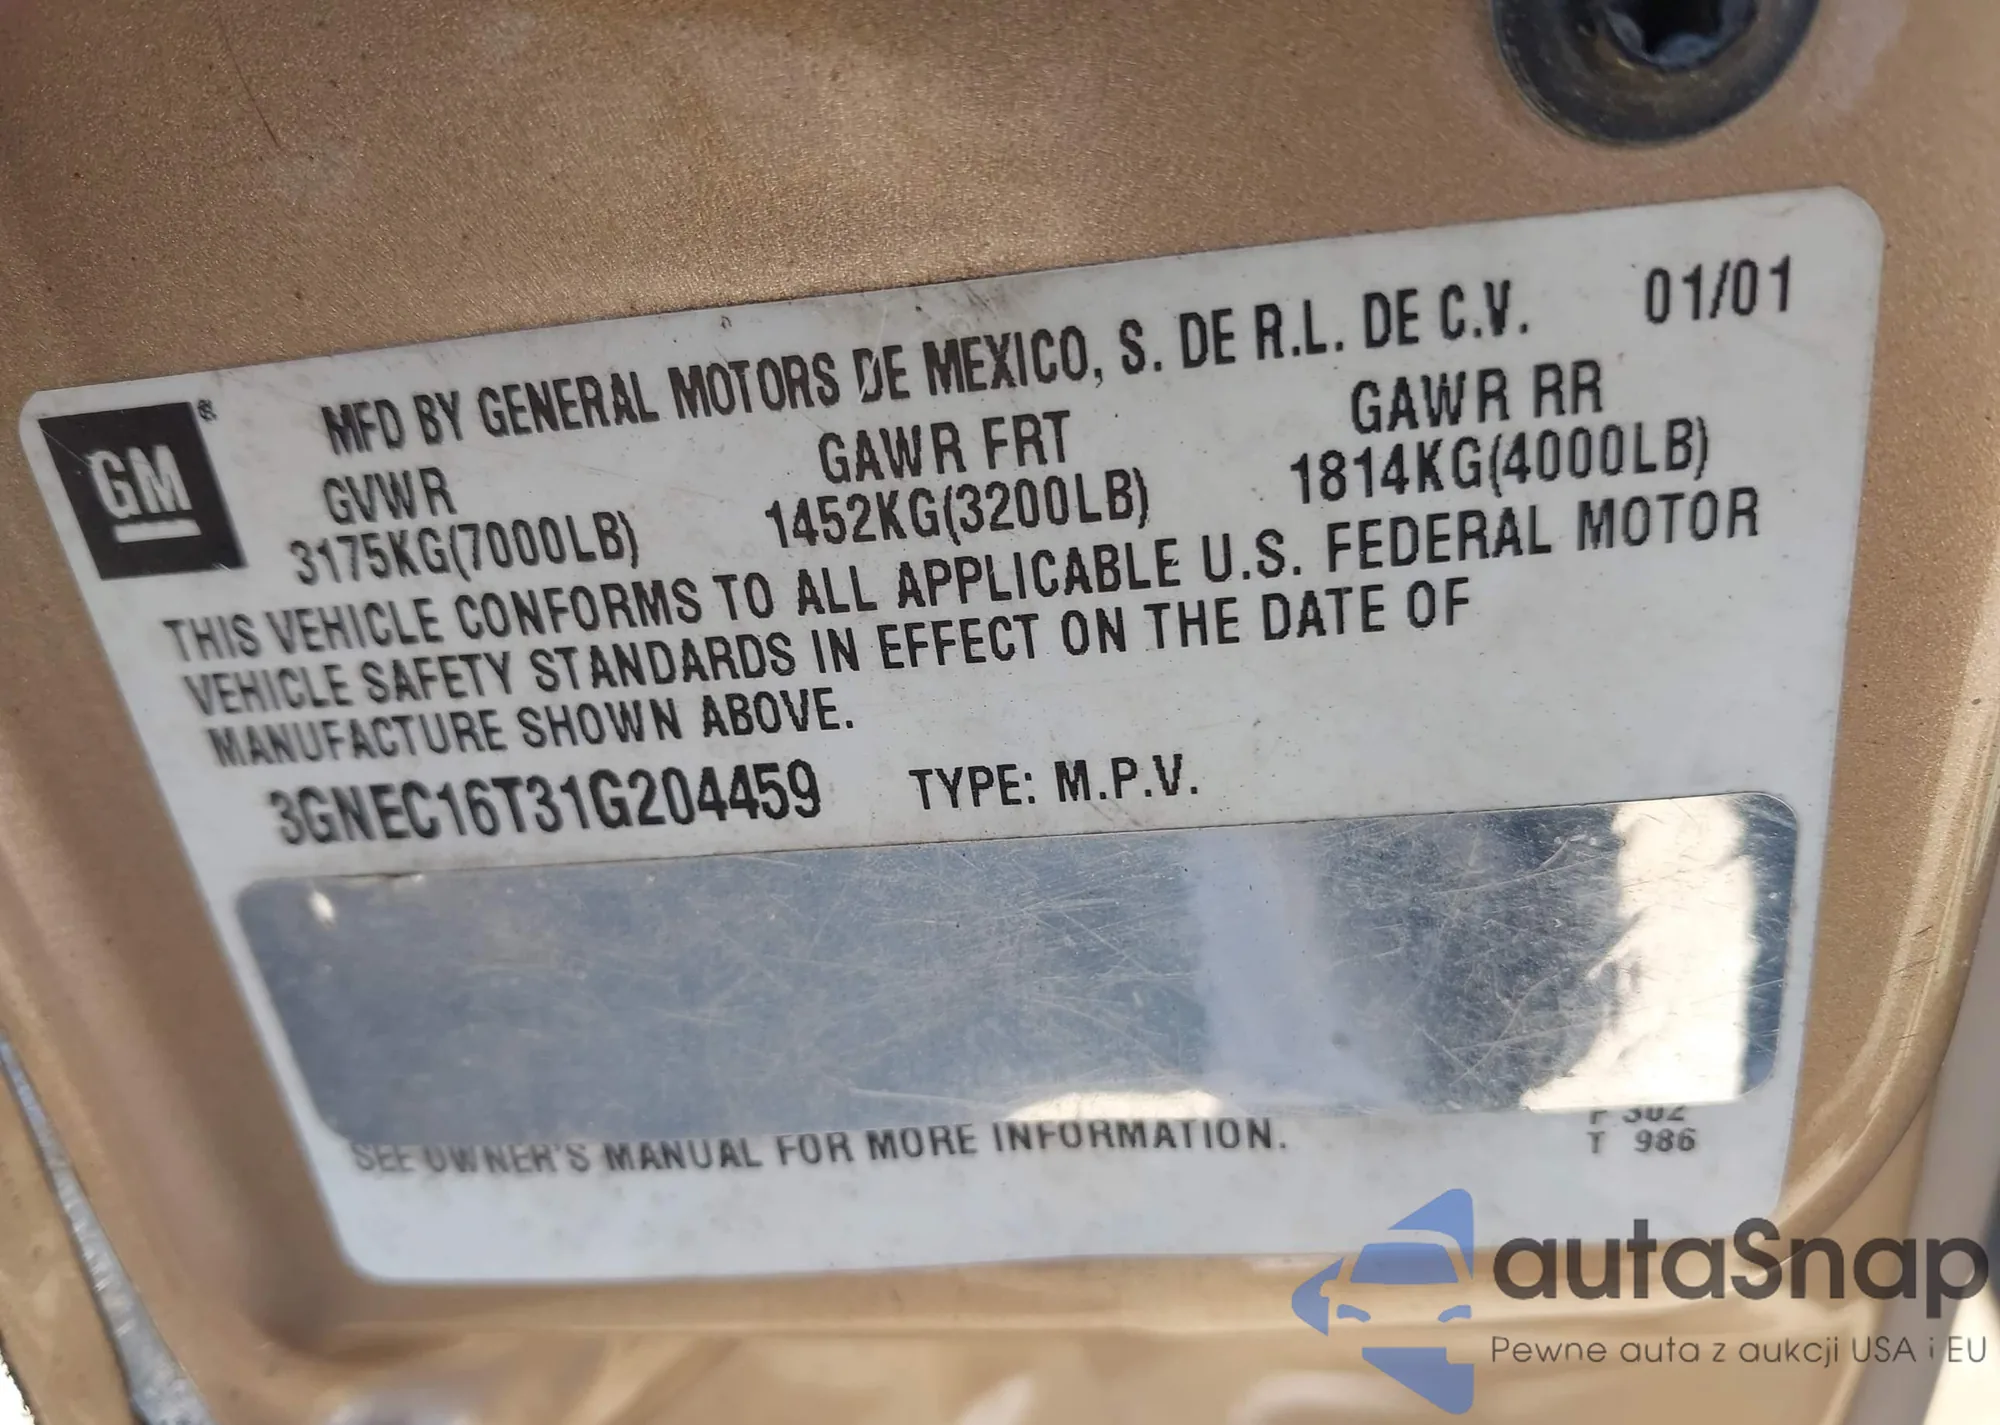 GM ®
MFD BY GENERAL MOTORS DE MEXICO, S. DE R.L. DE C.V. 01/01
GVWR GAWR FRT GAWR RR
3175KG(7000LB) 1452KG(3200LB) 1814KG(4000LB)
THIS VEHICLE CONFORMS TO ALL APPLICABLE U.S. FEDERAL MOTOR
VEHICLE SAFETY STANDARDS IN EFFECT ON THE DATE OF
MANUFACTURE SHOWN ABOVE.
3GNEC16T31G204459 TYPE: M.P.V.
F 302
SEE OWNER'S MANUAL FOR MORE INFORMATION. T 986
autaSnap
Pewne auta z aukcji USA i EU